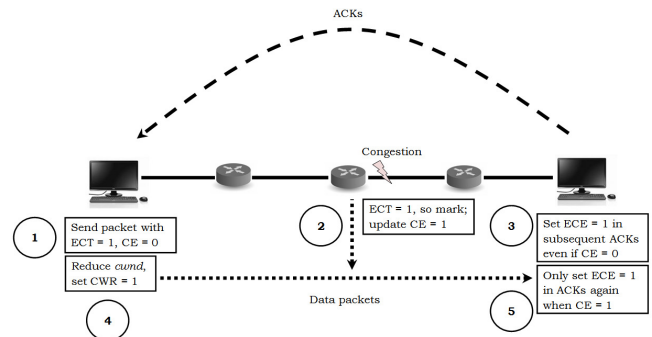 ACKs
Congestion
1
Send packet with
ECT = 1, CE = 0
2
ECT = 1, so mark;
update CE = 1
3
Set ECE = 1 in
subsequent ACKs
even if CE = 0
Reduce cwnd,
set CWR = 1
4
Data packets
Only set ECE = 1
in ACKs again
when CE = 1
5